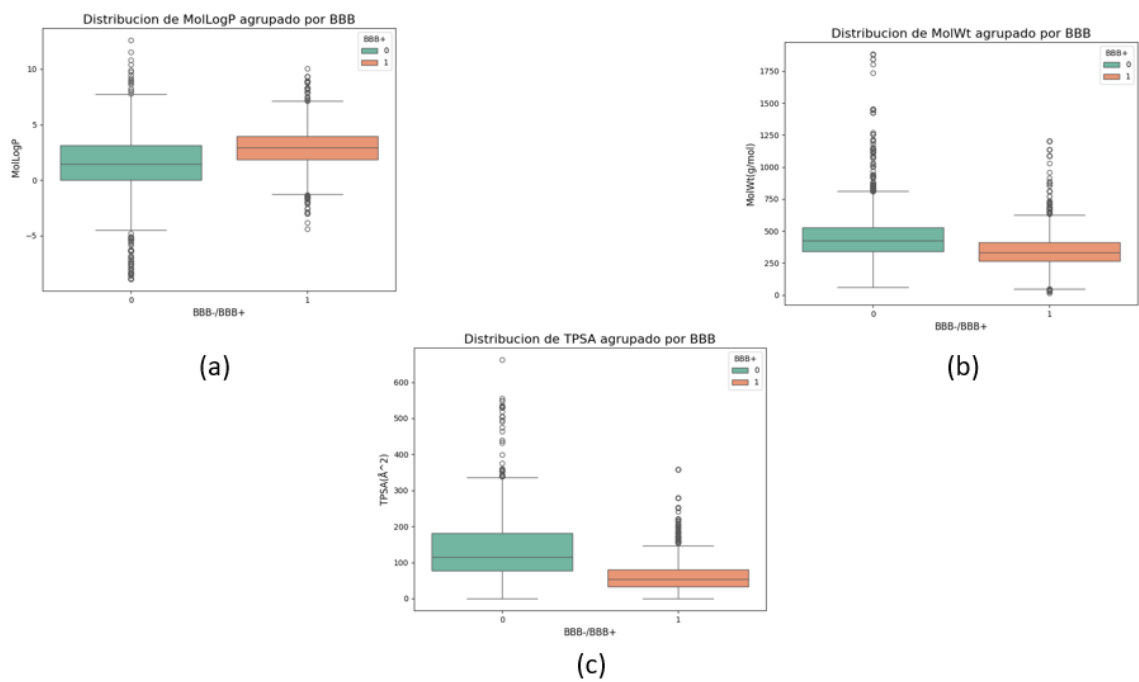 Distribucion de MolLogP agrupado por BBB
BBB+
0
1
10
5
0
−5
MolLogP
0
1
BBB-/BBB+
(a)
Distribucion de MolWt agrupado por BBB
BBB+
0
1
1750
1500
1250
1000
750
500
250
0
MolWt(g/mol)
0
1
BBB-/BBB+
(b)
Distribucion de TPSA agrupado por BBB
BBB+
0
1
600
500
400
300
200
100
0
TPSA(Å^2)
0
1
BBB-/BBB+
(c)